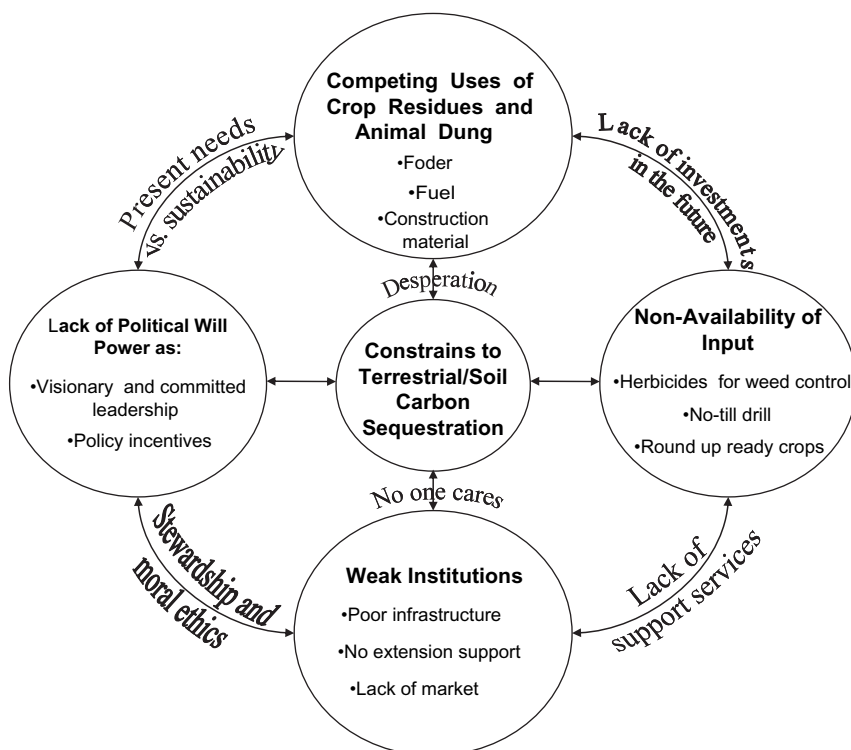 Competing Uses of
Crop Residues and
Animal Dung
•Foder
•Fuel
•Construction
material
Present needs
vs. sustainability
Lack of investments
in the future
Desperation
Lack of Political Will
Power as:
•Visionary and committed
leadership
•Policy incentives
Constrains to
Terrestrial/Soil
Carbon
Sequestration
Non-Availability of
Input
•Herbicides for weed control
•No-till drill
•Round up ready crops
No one cares
Stewardship and
moral ethics
Weak Institutions
•Poor infrastructure
•No extension support
•Lack of market
Lack of
support services